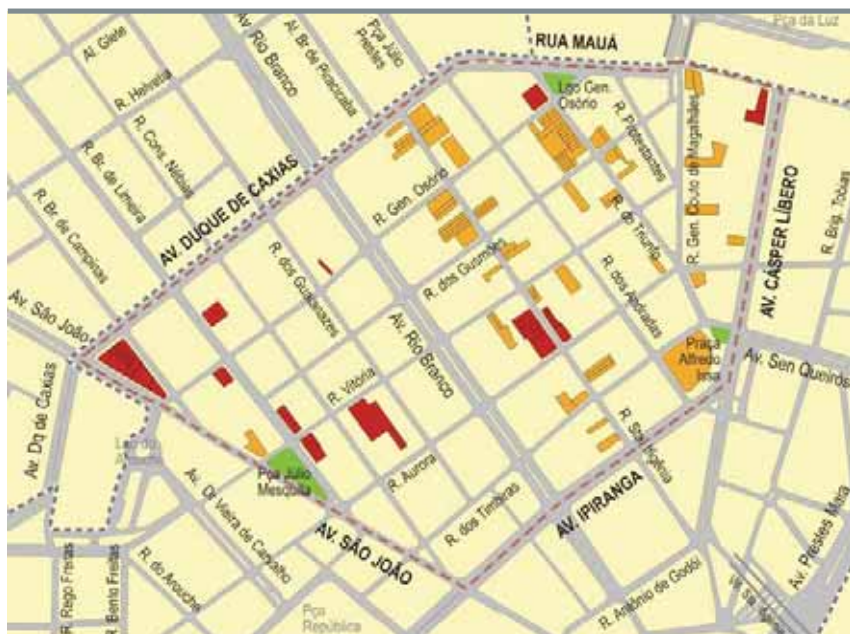 Pça da Luz
Al. Glete
R. Helvetia
R. Cons. Nébias
R. Br. de Limeira
R. Br. de Campinas
Av. São João
Av. Rio Branco
Al. Br de Piracicaba
Pça Júlio
Prestes
RUA MAUÁ
Lgo Gen.
Osório
R. Protestantes
R. Gen. Couto de Magalhães
R. Brig. Tobias
AV. CÁSPER LÍBERO
AV. DUQUE DE CAXIAS
R. Gen. Osório
R. do Triunfo
R. dos Gusmões
R. dos Andradas
R. dos Guaianazes
Av. Rio Branco
R. Vitória
Praça
Alfredo
Issa
Av. Sen Queirós
Av. Dq de Caxias
Lgo do
Pça Júlio
Mesquita
R. Aurora
R. Sta. Ifigênia
AV. IPIRANGA
R. dos Timbiras
AV. SÃO JOÃO
Av. Dr Vieira de Carvalho
R. do Arouche
R. Rego Freitas
R. Bento Freitas
Pça
República
R. Antônio de Godói
Av. Prestes Maia